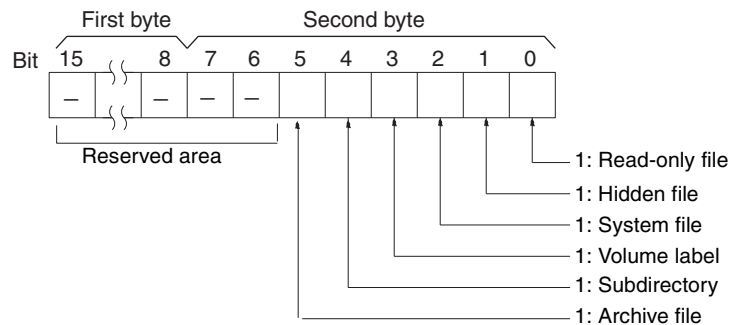 First byte Second byte
Bit 15 8 7 6 5 4 3 2 1 0
– – – –
Reserved area
1: Read-only file
1: Hidden file
1: System file
1: Volume label
1: Subdirectory
1: Archive file